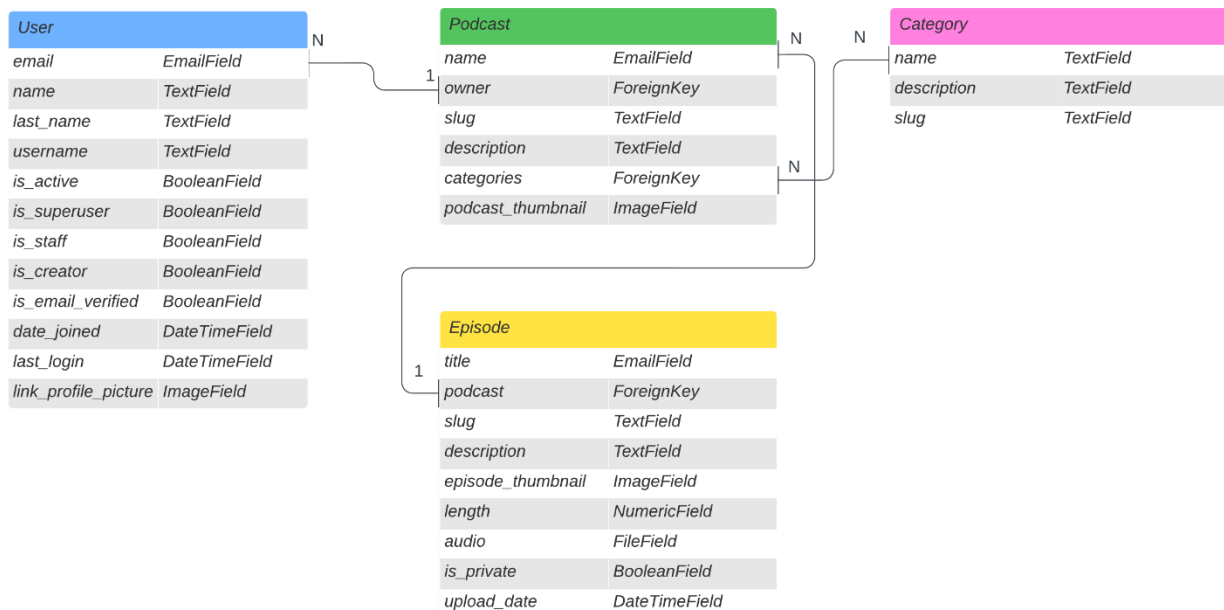 User
email EmailField
name TextField
last_name TextField
username TextField
is_active BooleanField
is_superuser BooleanField
is_staff BooleanField
is_creator BooleanField
is_email_verified BooleanField
date_joined DateTimeField
last_login DateTimeField
link_profile_picture ImageField
N
1
Podcast
name EmailField
owner ForeignKey
slug TextField
description TextField
categories ForeignKey
podcast_thumbnail ImageField
N
N
N
Category
name TextField
description TextField
slug TextField
1
Episode
title EmailField
podcast ForeignKey
slug TextField
description TextField
episode_thumbnail ImageField
length NumericField
audio FileField
is_private BooleanField
upload_date DateTimeField